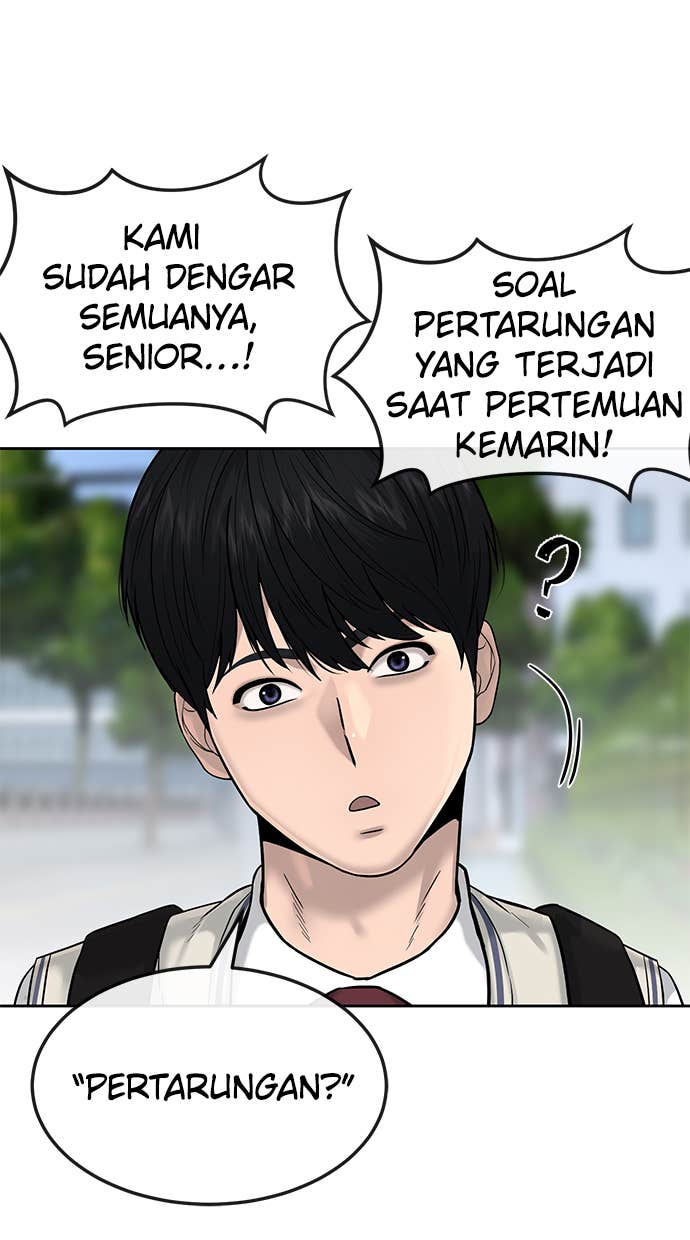 KAMI
SUDAH DENGAR
SEMUANYA,
SENIOR...!
SOAL
PERTARUNGAN
YANG TERJADI
SAAT PERTEMUAN
KEMARIN!
?
"PERTARUNGAN?"